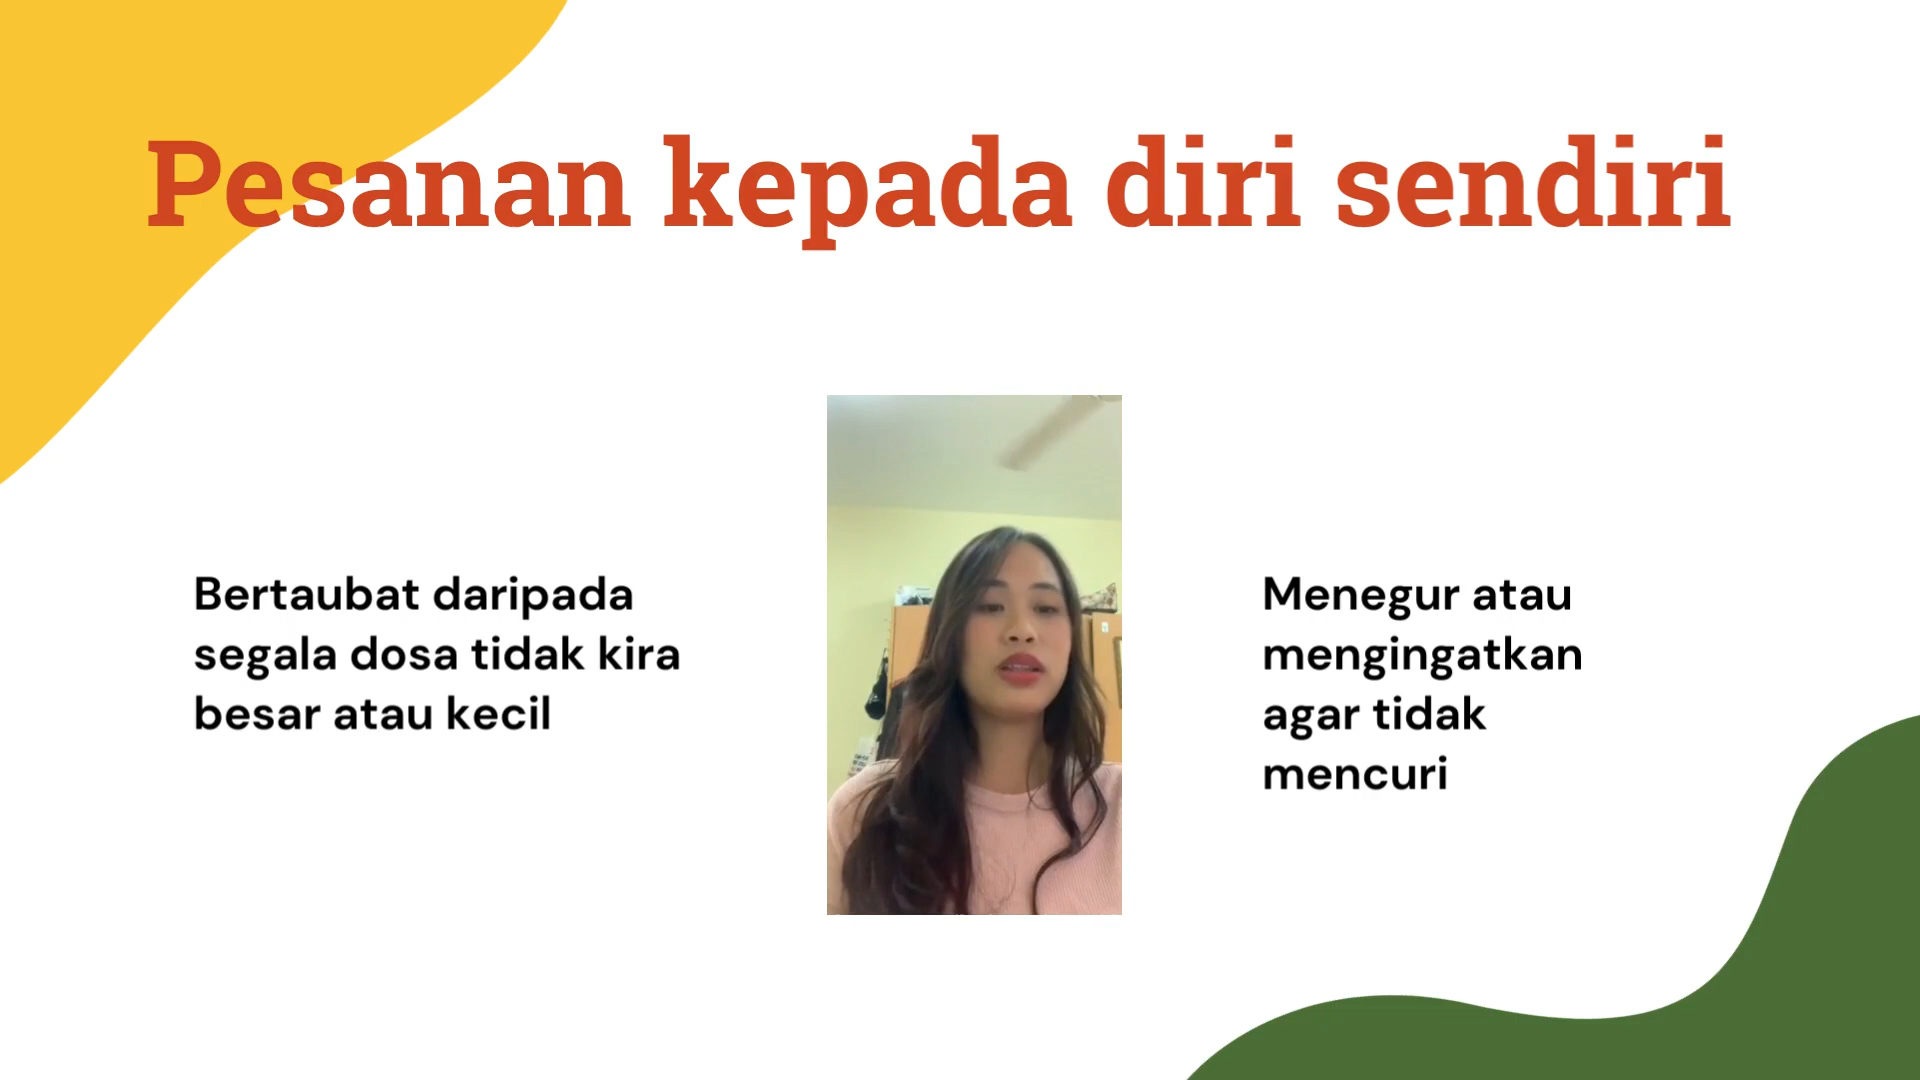 Pesanan kepada diri sendiri
Bertaubat daripada
segala dosa tidak kira
besar atau kecil
Menegur atau
mengingatkan
agar tidak
mencuri